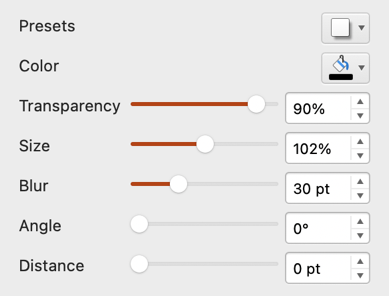 Presets
Color
Transparency 90%
Size 102%
Blur 30 pt
Angle 0°
Distance 0 pt